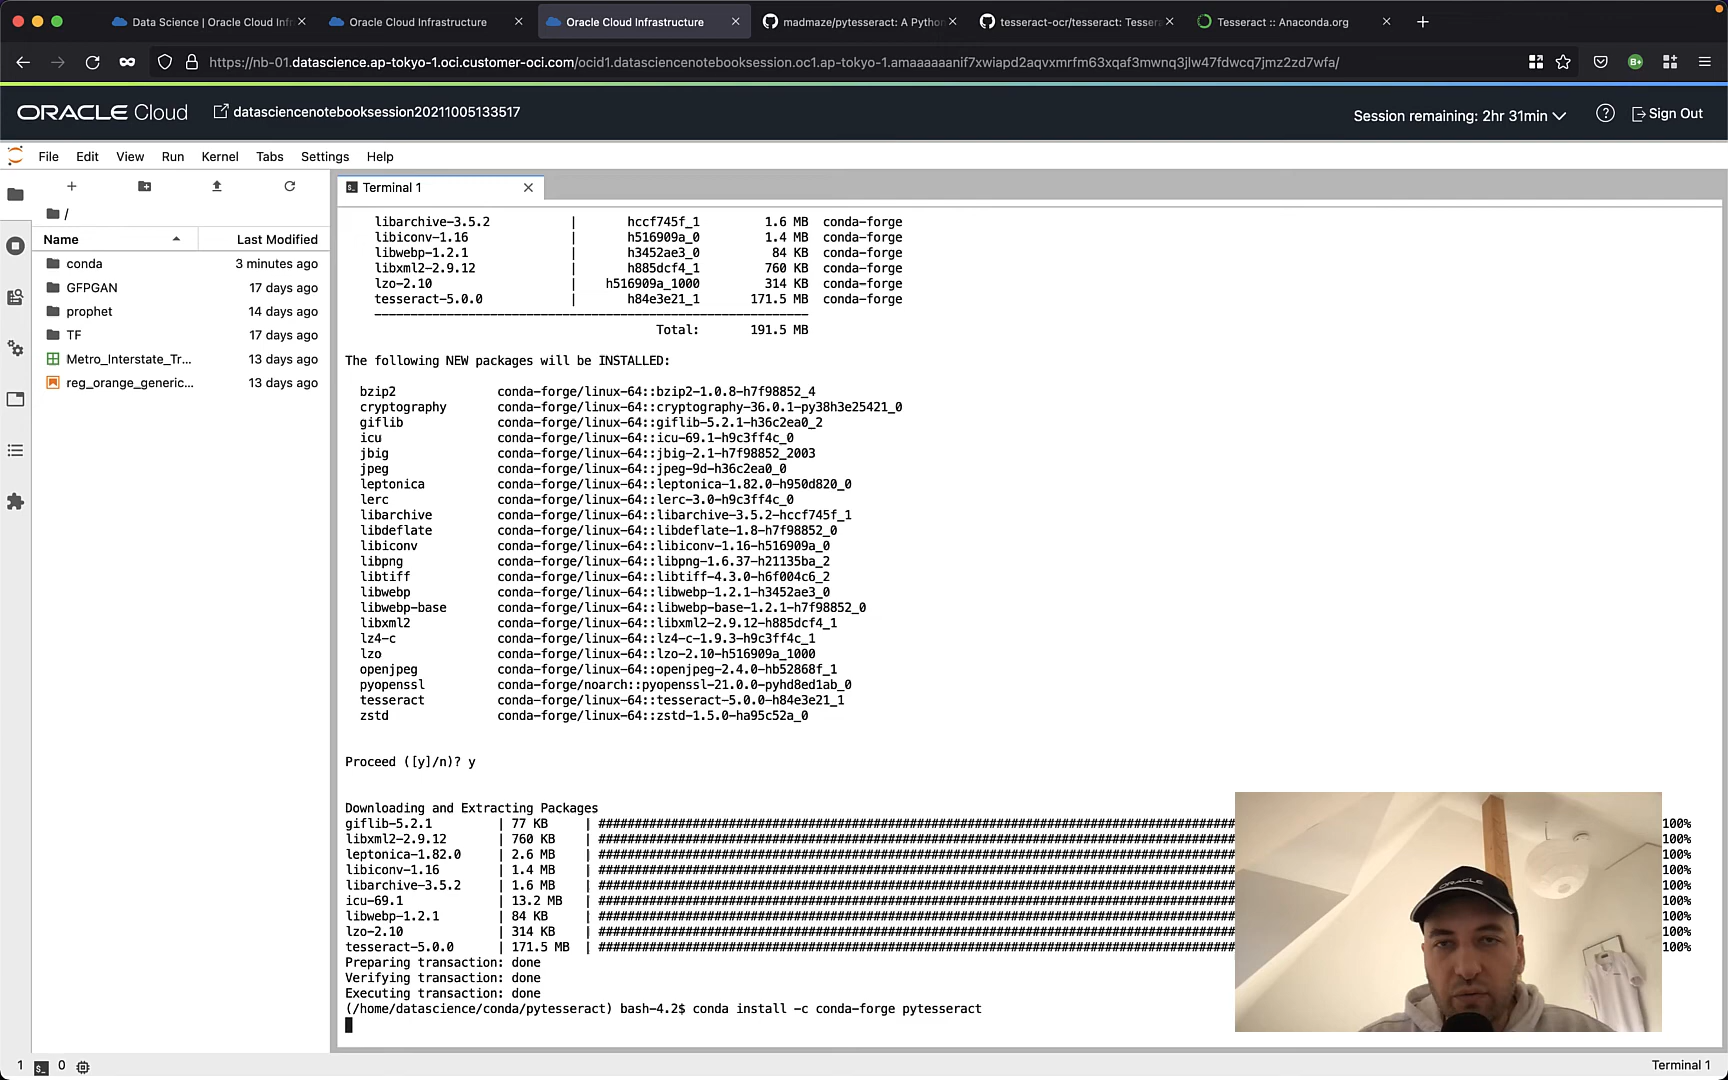 Data Science | Oracle Cloud Infr
Oracle Cloud Infrastructure
Oracle Cloud Infrastructure
madmaze/pytesseract: A Python
tesseract-ocr/tesseract: Tessera
Tesseract :: Anaconda.org
https://nb-01.datascience.ap-tokyo-1.oci.customer-oci.com/ocid1.datasciencenotebooksession.oc1.ap-tokyo-1.amaaaaaanif7xwiapd2aqvxmrfm63xqaf3mwnq3jlw47fdwcq7jmz2zd7wfa/
ORACLE Cloud
datasciencenotebooksession20211005133517
Session remaining: 2hr 31min
Sign Out
File Edit View Run Kernel Tabs Settings Help
Terminal 1
/
Name Last Modified
conda 3 minutes ago
GFPGAN 17 days ago
prophet 14 days ago
TF 17 days ago
Metro_Interstate_Tr... 13 days ago
reg_orange_generic... 13 days ago
libarchive-3.5.2 | hccf745f_1 1.6 MB conda-forge
libiconv-1.16 | h516909a_0 1.4 MB conda-forge
libwebp-1.2.1 | h3452ae3_0 84 KB conda-forge
libxml2-2.9.12 | h885dcf4_1 760 KB conda-forge
lzo-2.10 | h516909a_1000 314 KB conda-forge
tesseract-5.0.0 | h84e3e21_1 171.5 MB conda-forge
------------------------------------------------------------
Total: 191.5 MB
The following NEW packages will be INSTALLED:
bzip2 conda-forge/linux-64::bzip2-1.0.8-h7f98852_4
cryptography conda-forge/linux-64::cryptography-36.0.1-py38h3e25421_0
giflib conda-forge/linux-64::giflib-5.2.1-h36c2ea0_2
icu conda-forge/linux-64::icu-69.1-h9c3ff4c_0
jbig conda-forge/linux-64::jbig-2.1-h7f98852_2003
jpeg conda-forge/linux-64::jpeg-9d-h36c2ea0_0
leptonica conda-forge/linux-64::leptonica-1.82.0-h950d820_0
lerc conda-forge/linux-64::lerc-3.0-h9c3ff4c_0
libarchive conda-forge/linux-64::libarchive-3.5.2-hccf745f_1
libdeflate conda-forge/linux-64::libdeflate-1.8-h7f98852_0
libiconv conda-forge/linux-64::libiconv-1.16-h516909a_0
libpng conda-forge/linux-64::libpng-1.6.37-h21135ba_2
libtiff conda-forge/linux-64::libtiff-4.3.0-h6f004c6_2
libwebp conda-forge/linux-64::libwebp-1.2.1-h3452ae3_0
libwebp-base conda-forge/linux-64::libwebp-base-1.2.1-h7f98852_0
libxml2 conda-forge/linux-64::libxml2-2.9.12-h885dcf4_1
lz4-c conda-forge/linux-64::lz4-c-1.9.3-h9c3ff4c_1
lzo conda-forge/linux-64::lzo-2.10-h516909a_1000
openjpeg conda-forge/linux-64::openjpeg-2.4.0-hb52868f_1
pyopenssl conda-forge/noarch::pyopenssl-21.0.0-pyhd8ed1ab_0
tesseract conda-forge/linux-64::tesseract-5.0.0-h84e3e21_1
zstd conda-forge/linux-64::zstd-1.5.0-ha95c52a_0
Proceed ([y]/n)? y
Downloading and Extracting Packages
giflib-5.2.1 | 77 KB | ################ 100%
libxml2-2.9.12 | 760 KB | ################ 100%
leptonica-1.82.0 | 2.6 MB | ################ 100%
libiconv-1.16 | 1.4 MB | ################ 100%
libarchive-3.5.2 | 1.6 MB | ################ 100%
icu-69.1 | 13.2 MB | ################ 100%
libwebp-1.2.1 | 84 KB | ################ 100%
lzo-2.10 | 314 KB | ################ 100%
tesseract-5.0.0 | 171.5 MB | ################ 100%
Preparing transaction: done
Verifying transaction: done
Executing transaction: done
(/home/datascience/conda/pytesseract) bash-4.2$ conda install -c conda-forge pytesseract
ORACLE
1 0
Terminal 1